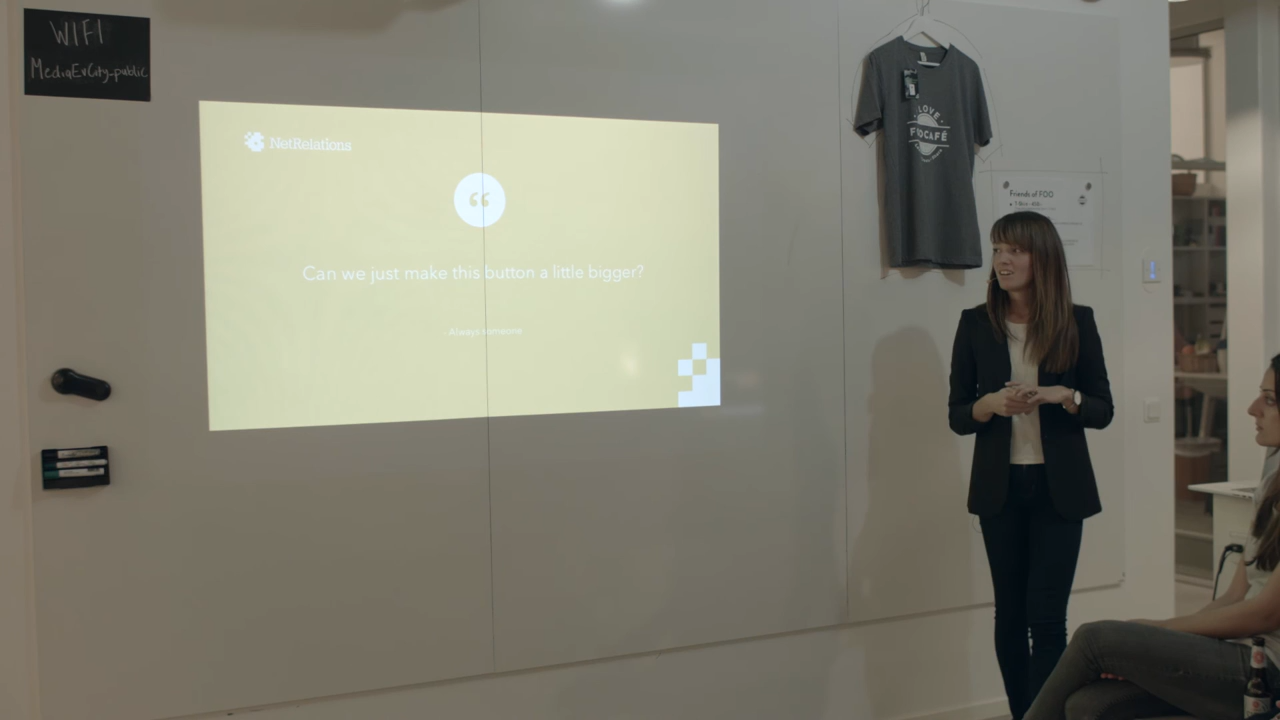 WIFI
MediaEvCity_public
NetRelations
“
Can we just make this button a little bigger?
- Always someone
I LOVE
FOOCAFÉ
Friends of FOO